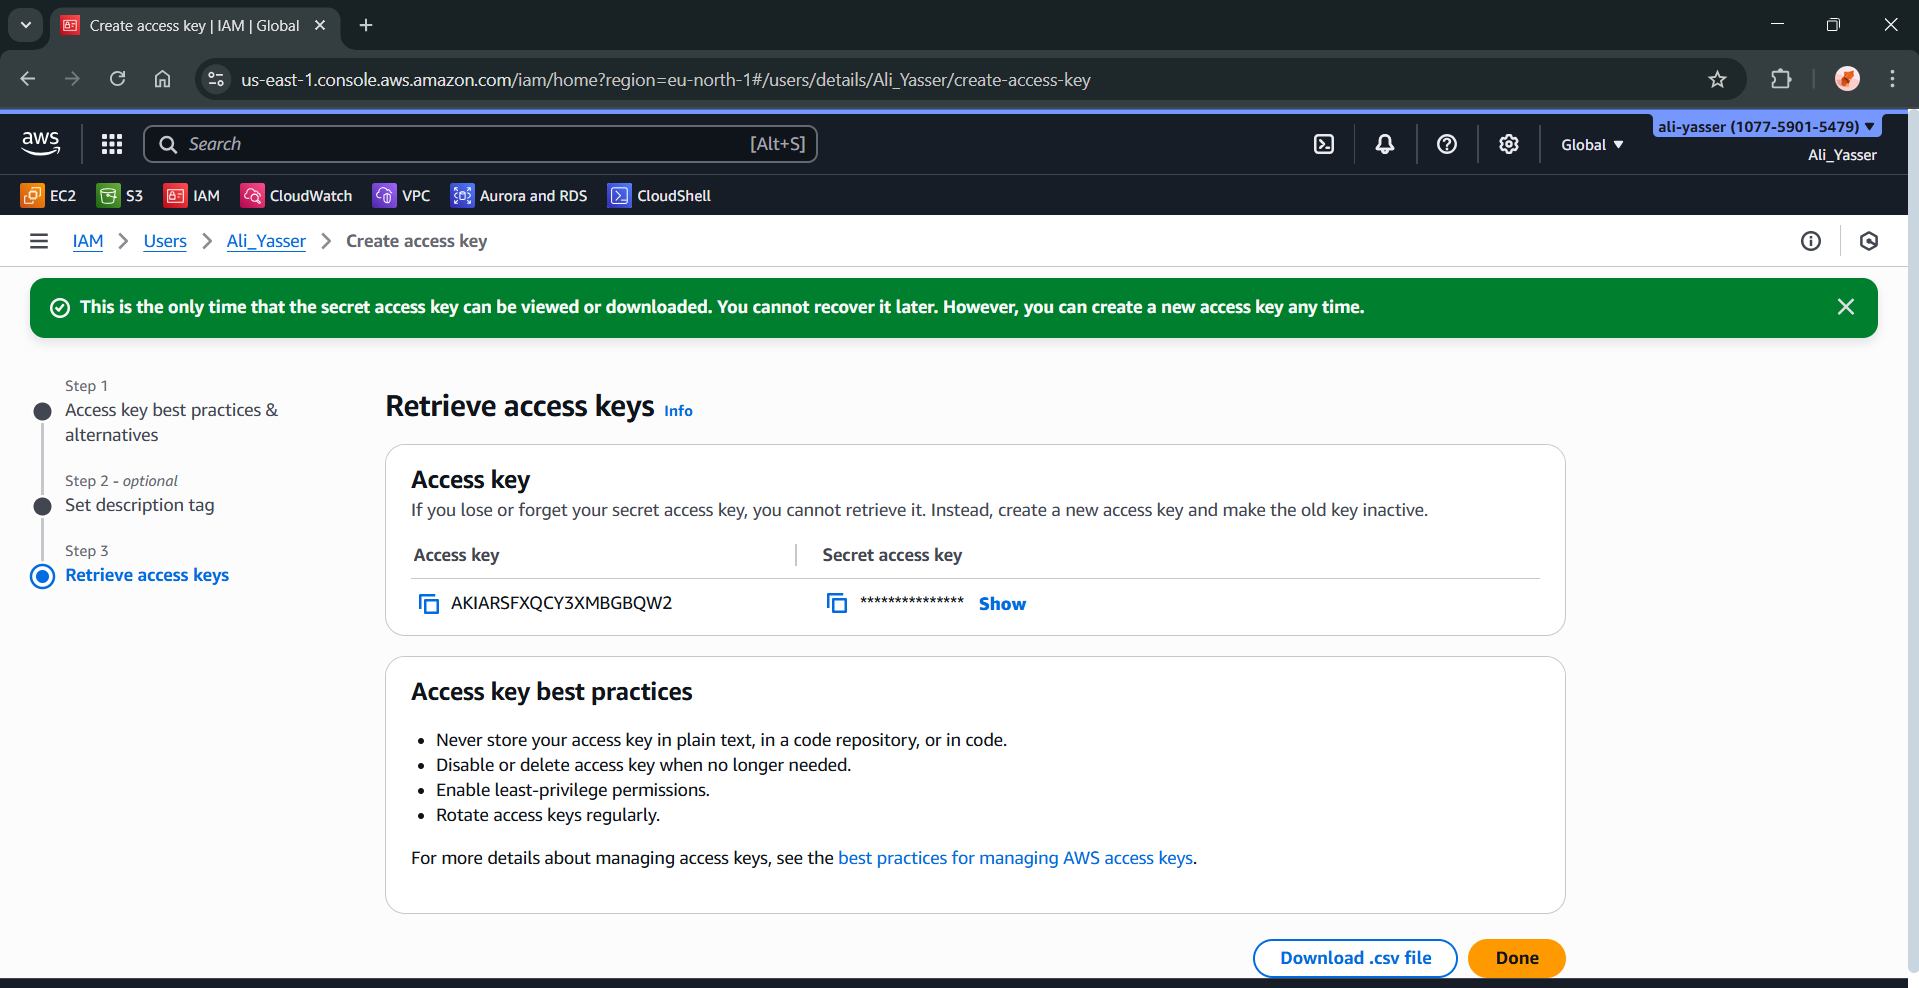 Create access key | IAM | Global
us-east-1.console.aws.amazon.com/iam/home?region=eu-north-1#/users/details/Ali_Yasser/create-access-key
aws
Search
[Alt+S]
Global
ali-yasser (1077-5901-5479)
Ali_Yasser
EC2
S3
IAM
CloudWatch
VPC
Aurora and RDS
CloudShell
IAM
Users
Ali_Yasser
Create access key
This is the only time that the secret access key can be viewed or downloaded. You cannot recover it later. However, you can create a new access key any time.
Step 1
Access key best practices &
alternatives
Step 2 - optional
Set description tag
Step 3
Retrieve access keys
Retrieve access keys Info
Access key
If you lose or forget your secret access key, you cannot retrieve it. Instead, create a new access key and make the old key inactive.
Access key
Secret access key
AKIARSFXQCY3XMBGBQW2
*************** Show
Access key best practices
• Never store your access key in plain text, in a code repository, or in code.
• Disable or delete access key when no longer needed.
• Enable least-privilege permissions.
• Rotate access keys regularly.
For more details about managing access keys, see the best practices for managing AWS access keys.
Download .csv file
Done